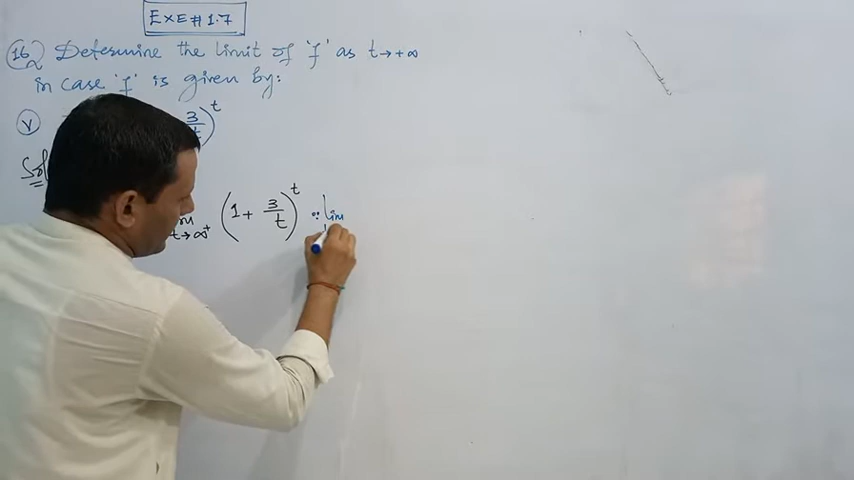 EXE # 1.7
16 Determine the limit of 'f' as t→+∞
in case 'f' is given by:
V 3 )^t
Sol
t→∞⁺ (1 + 3/t)^t ∵ lim